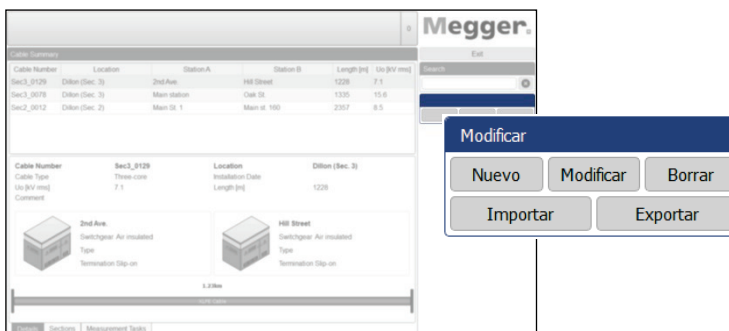 0
Megger.
Cable Summary
Exit
Cable Number Location Station A Station B Length [m] Uo [kV rms]
Search
Sec3_0129 Dillon (Sec. 3) 2nd Ave. Hill Street 1228 7.1
Sec3_0078 Dillon (Sec. 3) Main station Oak St. 1335 15.6
Sec2_0012 Dillon (Sec. 2) Main St. 1 Main st. 160 2357 8.5
Modificar
Nuevo Modificar Borrar
Importar Exportar
Cable Number Sec3_0129 Location Dillon (Sec. 3)
Cable Type Three-core Installation Date
Uo [kV rms] 7.1 Length [m] 1228
Comment
2nd Ave. Hill Street
Switchgear Air insulated Switchgear Air insulated
Type Type
Termination Slip-on Termination Slip-on
Details Sections Measurement Tasks